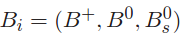 B_i = (B^+, B^0, B_s^0)